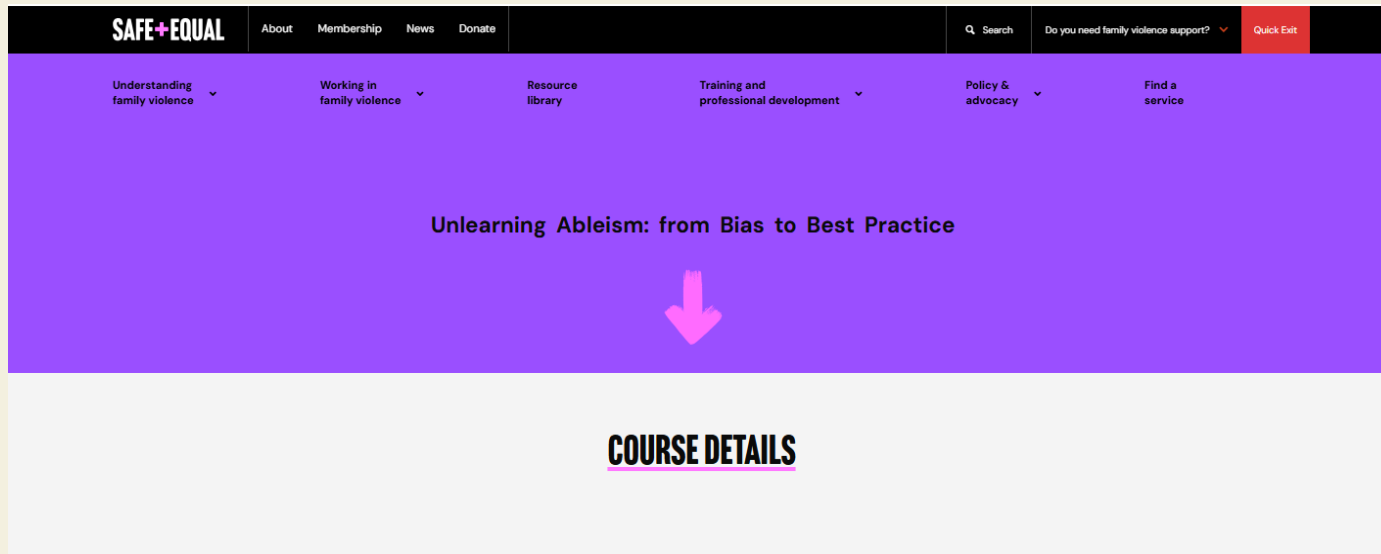 SAFE+EQUAL About Membership News Donate Search Do you need family violence support? Quick Exit
Understanding
family violence
Working in
family violence
Resource
library
Training and
professional development
Policy &
advocacy
Find a
service
Unlearning Ableism: from Bias to Best Practice
COURSE DETAILS